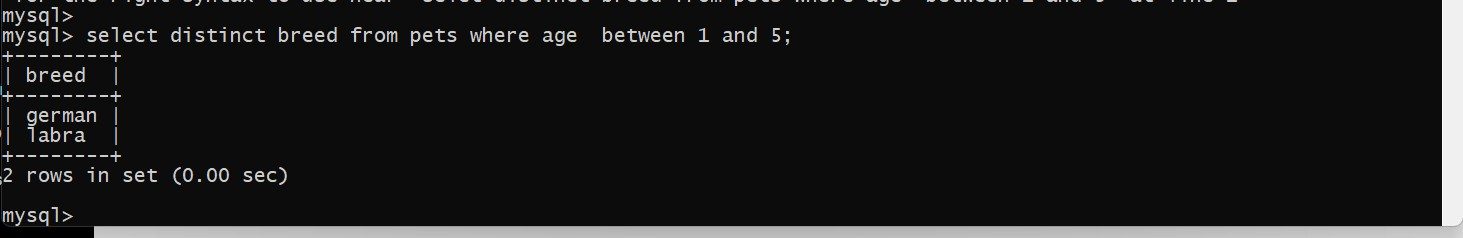 mysql>
mysql> select distinct breed from pets where age  between 1 and 5;
+--------+
| breed  |
+--------+
| german |
| labra  |
+--------+
2 rows in set (0.00 sec)
mysql>